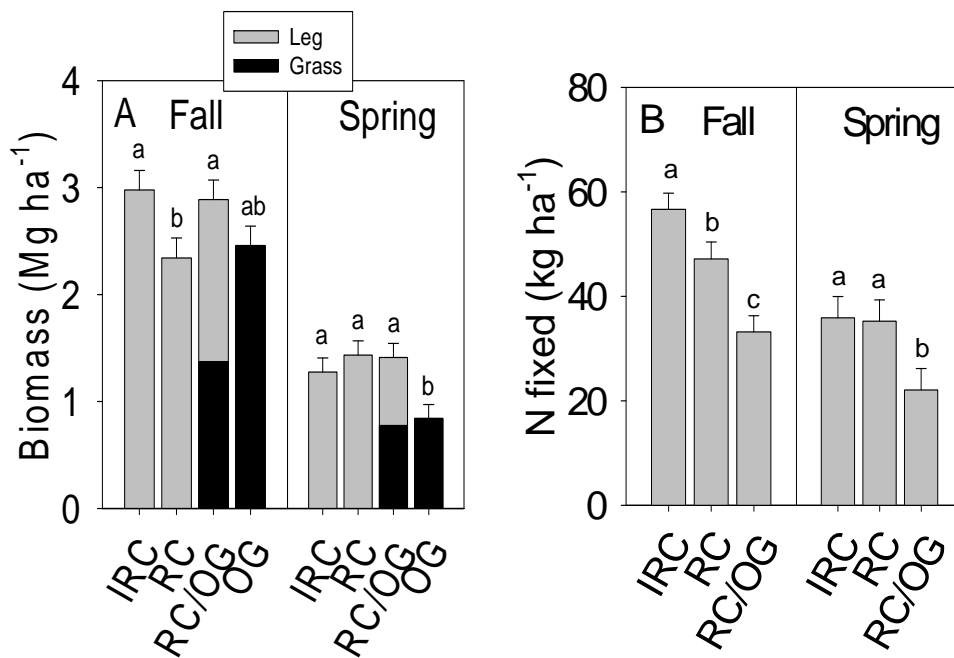 Leg
Grass
A Fall Spring
Biomass (Mg ha⁻¹)
4
3
2
1
0
a
b
a
ab
a
a
a
b
IRC
RC
RC/OG
OG
IRC
RC
RC/OG
OG
B Fall Spring
N fixed (kg ha⁻¹)
80
60
40
20
0
a
b
c
a
a
b
IRC
RC
RC/OG
IRC
RC
RC/OG